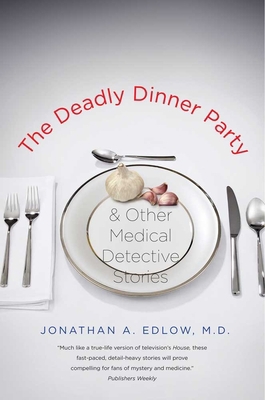 The Deadly Dinner Party
& Other
Medical
Detective
Stories
JONATHAN A. EDLOW, M.D.
"Much like a true-life version of television's House, these
fast-paced, detail-heavy stories will prove
compelling for fans of mystery and medicine."
Publishers Weekly